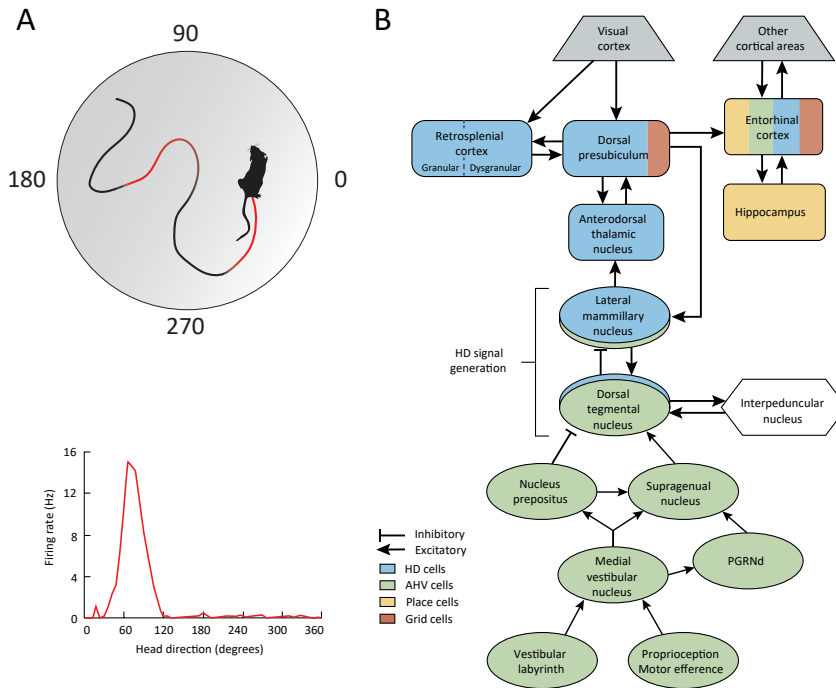 A
90
180
0
270
Firing rate (Hz)
16
12
8
4
0
0
60
120
180
240
300
360
Head direction (degrees)
B
Visual
cortex
Other
cortical areas
Retrosplenial
cortex
Granular
Dysgranular
Dorsal
presubiculum
Entorhinal
cortex
Anterodorsal
thalamic
nucleus
Hippocampus
Lateral
mammillary
nucleus
HD signal
generation
Dorsal
tegmental
nucleus
Interpeduncular
nucleus
Nucleus
prepositus
Supragenual
nucleus
Inhibitory
Excitatory
HD cells
AHV cells
Place cells
Grid cells
Medial
vestibular
nucleus
PGRNd
Vestibular
labyrinth
Proprioception
Motor efference